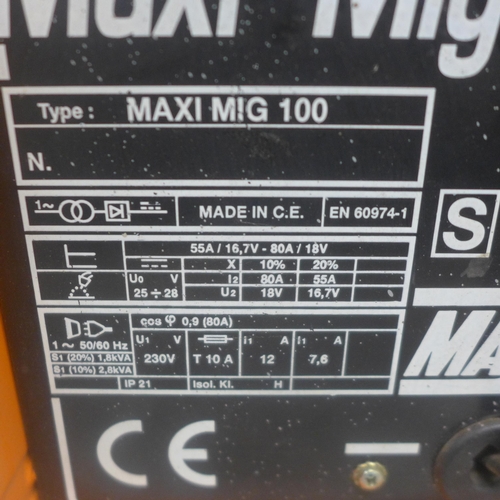 Maxi Mig
Type : MAXI MIG 100
N.
1~ MADE IN C.E. EN 60974-1
S
55A / 16,7V - 80A / 18V
X 10% 20%
U₀ V I₂ 80A 55A
25 ÷ 28 U₂ 18V 16,7V
cos φ 0,9 (80A)
1 ~ 50/60 Hz U₁ V I₁ A I₁ A
S₁ (20%) 1,8kVA 230V T 10 A 12 7,6
S₁ (10%) 2,8kVA
IP 21 Isol. Kl. H
MA
CE